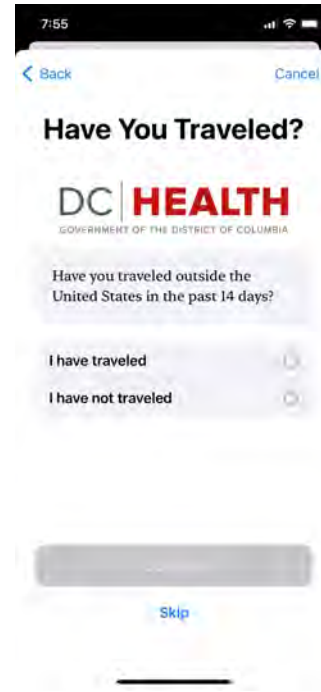 7:55
Back
Cancel
Have You Traveled?
DC HEALTH
GOVERNMENT OF THE DISTRICT OF COLUMBIA
Have you traveled outside the
United States in the past 14 days?
I have traveled
I have not traveled
Skip